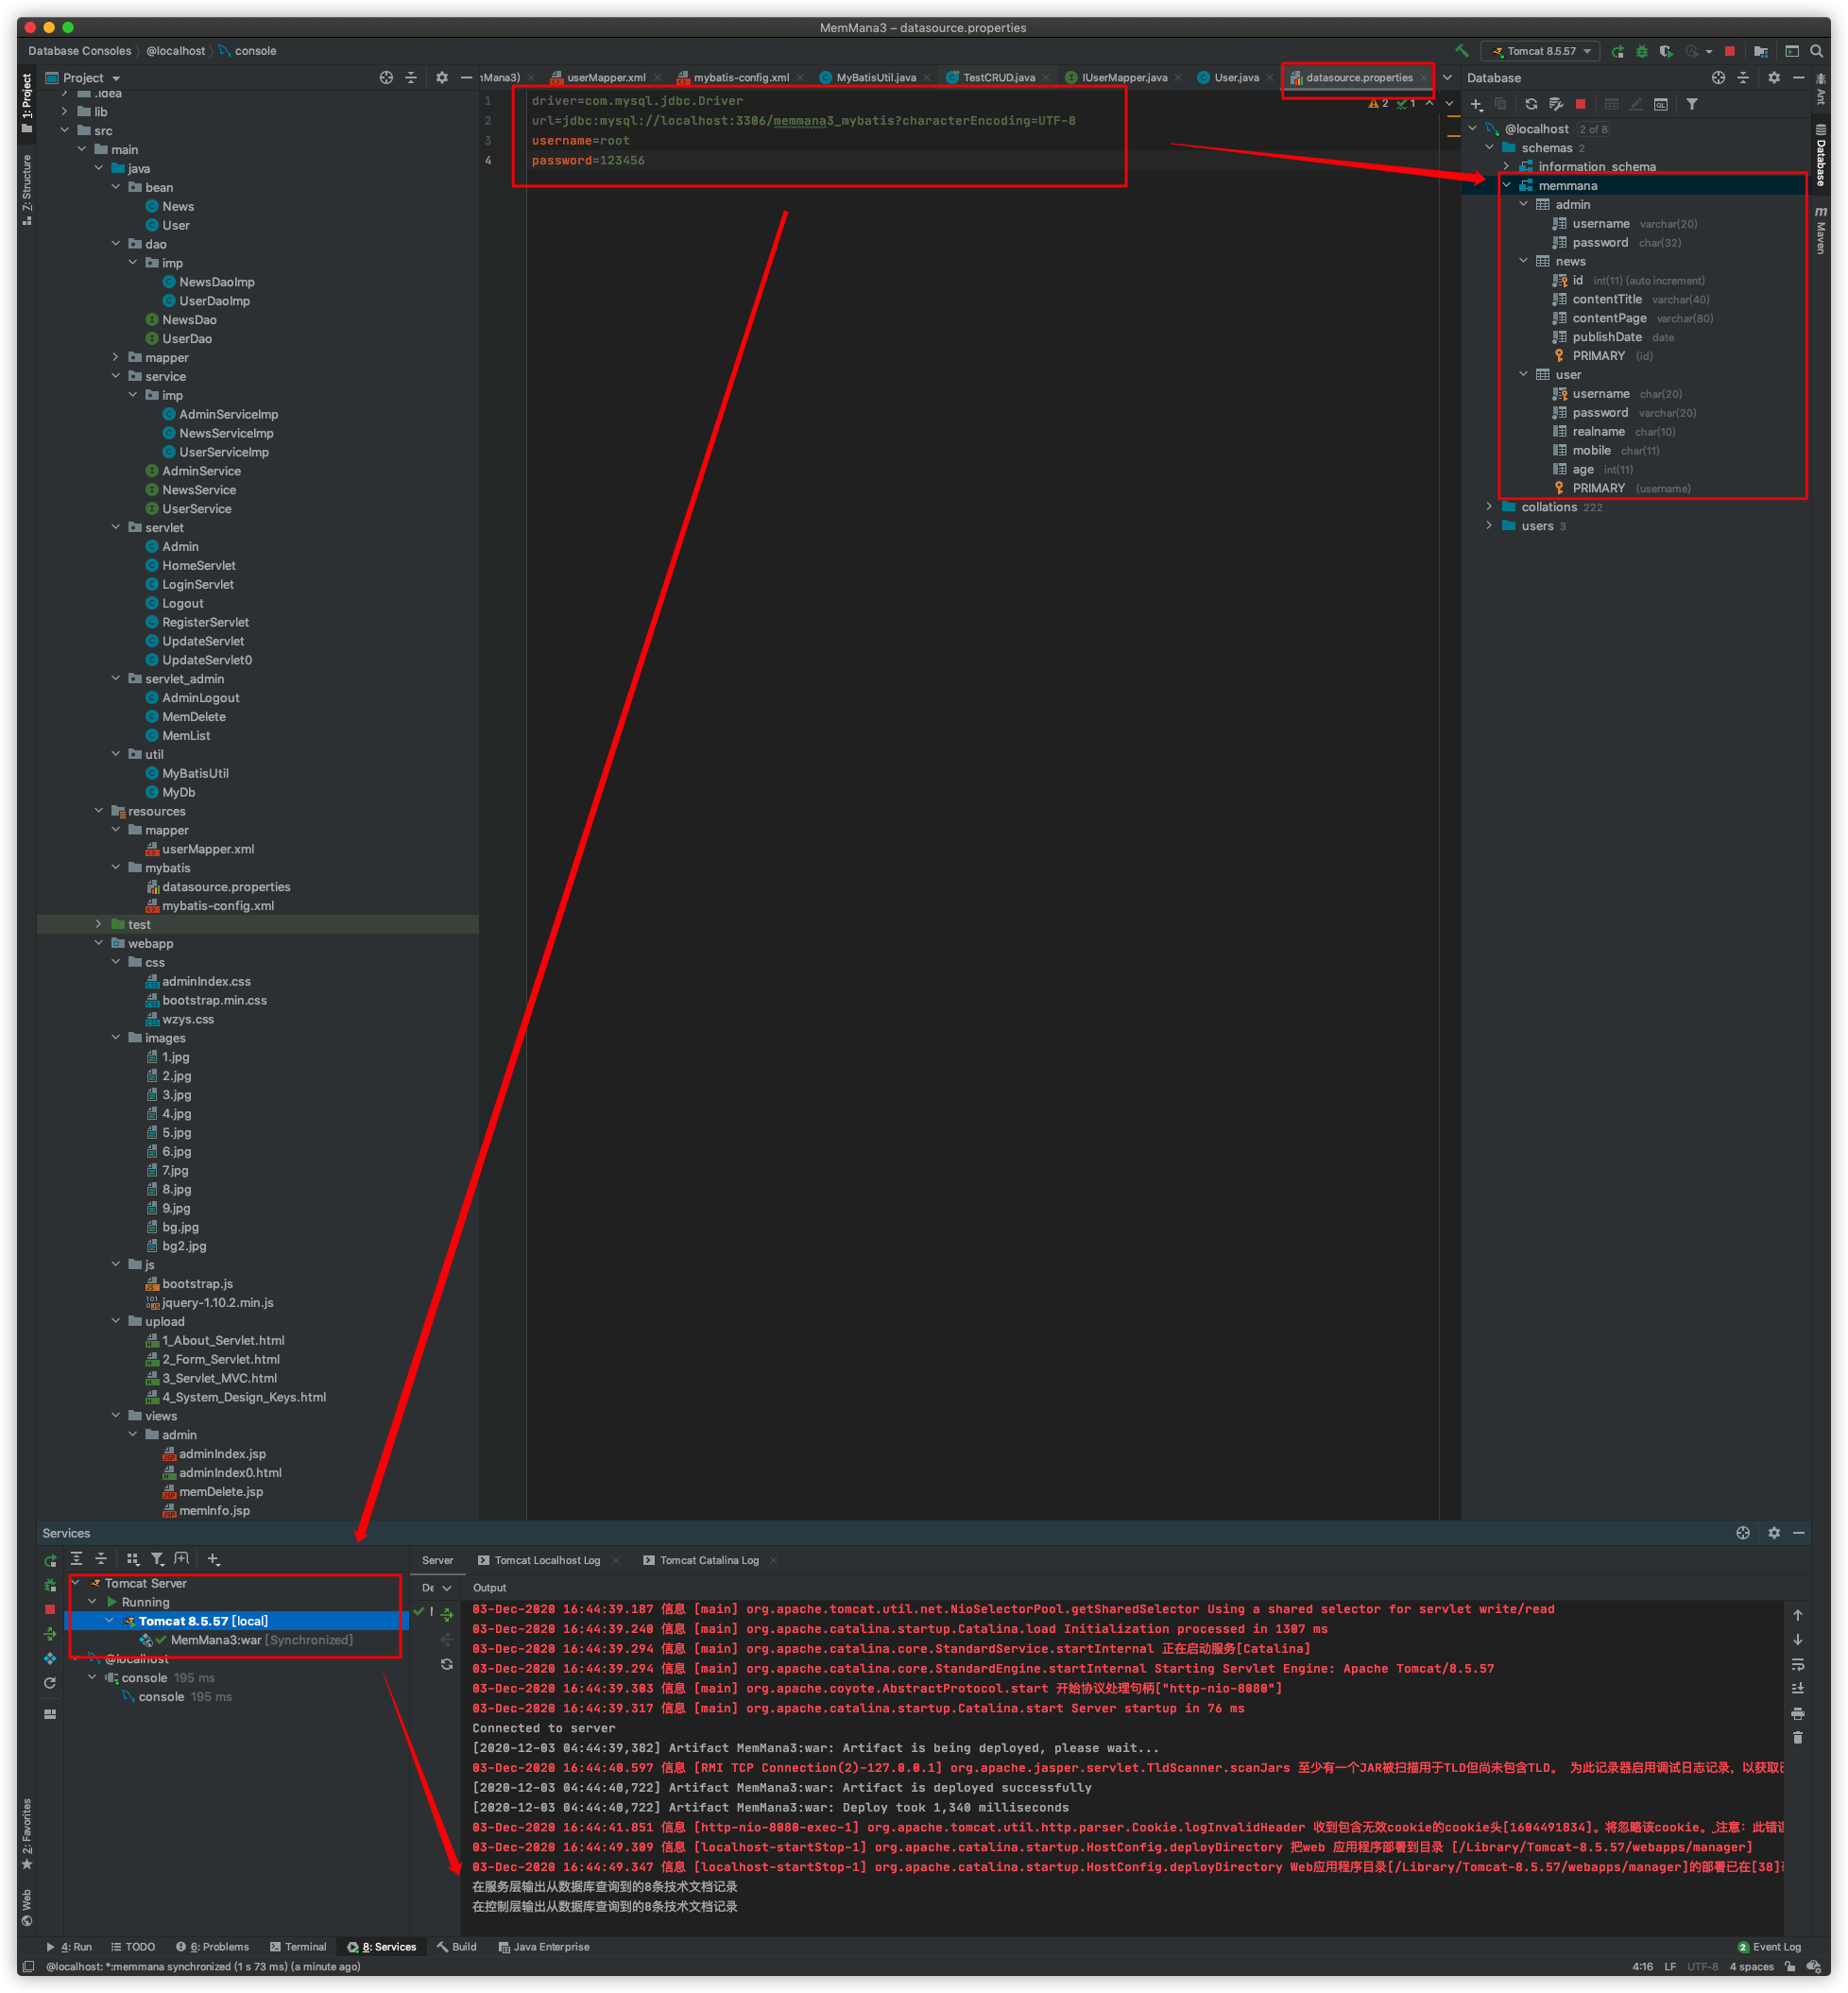 MemMana3 – datasource.properties
Database Consoles
@localhost
console
Tomcat 8.5.57
1: Project
7: Structure
Project
.idea
lib
src
main
java
bean
News
User
dao
imp
NewsDaoImp
UserDaoImp
NewsDao
UserDao
mapper
service
imp
AdminServiceImp
NewsServiceImp
UserServiceImp
AdminService
NewsService
UserService
servlet
Admin
HomeServlet
LoginServlet
Logout
RegisterServlet
UpdateServlet
UpdateServlet0
servlet_admin
AdminLogout
MemDelete
MemList
util
MyBatisUtil
MyDb
resources
mapper
userMapper.xml
mybatis
datasource.properties
mybatis-config.xml
test
webapp
css
adminIndex.css
bootstrap.min.css
wzys.css
images
1.jpg
2.jpg
3.jpg
4.jpg
5.jpg
6.jpg
7.jpg
8.jpg
9.jpg
bg.jpg
bg2.jpg
js
bootstrap.js
jquery-1.10.2.min.js
upload
1_About_Servlet.html
2_Form_Servlet.html
3_Servlet_MVC.html
4_System_Design_Keys.html
views
admin
adminIndex.jsp
adminIndex0.html
memDelete.jsp
memInfo.jsp
nMana3)
userMapper.xml
mybatis-config.xml
MyBatisUtil.java
TestCRUD.java
IUserMapper.java
User.java
datasource.properties
1 driver=com.mysql.jdbc.Driver
2 url=jdbc:mysql://localhost:3306/memmana3_mybatis?characterEncoding=UTF-8
3 username=root
4 password=123456
2 1
Database
@localhost 2 of 8
schemas 2
information_schema
memmana
admin
username varchar(20)
password char(32)
news
id int(11) (auto increment)
contentTitle varchar(40)
contentPage varchar(80)
publishDate date
PRIMARY (id)
user
username char(20)
password varchar(20)
realname char(10)
mobile char(11)
age int(11)
PRIMARY (username)
collations 222
users 3
Ant
Database
Maven
Services
Tomcat Server
Running
Tomcat 8.5.57 [local]
MemMana3:war [Synchronized]
@localhost
console 195 ms
console 195 ms
Server
Tomcat Localhost Log
Tomcat Catalina Log
De
Output
03-Dec-2020 16:44:39.187 信息 [main] org.apache.tomcat.util.net.NioSelectorPool.getSharedSelector Using a shared selector for servlet write/read
03-Dec-2020 16:44:39.240 信息 [main] org.apache.catalina.startup.Catalina.load Initialization processed in 1307 ms
03-Dec-2020 16:44:39.294 信息 [main] org.apache.catalina.core.StandardService.startInternal 正在启动服务[Catalina]
03-Dec-2020 16:44:39.294 信息 [main] org.apache.catalina.core.StandardEngine.startInternal Starting Servlet Engine: Apache Tomcat/8.5.57
03-Dec-2020 16:44:39.303 信息 [main] org.apache.coyote.AbstractProtocol.start 开始协议处理句柄["http-nio-8080"]
03-Dec-2020 16:44:39.317 信息 [main] org.apache.catalina.startup.Catalina.start Server startup in 76 ms
Connected to server
[2020-12-03 04:44:39,382] Artifact MemMana3:war: Artifact is being deployed, please wait...
03-Dec-2020 16:44:40.597 信息 [RMI TCP Connection(2)-127.0.0.1] org.apache.jasper.servlet.TldScanner.scanJars 至少有一个JAR被扫描用于TLD但尚未包含TLD。 为此记录器启用调试日志记录，以获取已
[2020-12-03 04:44:40,722] Artifact MemMana3:war: Artifact is deployed successfully
[2020-12-03 04:44:40,722] Artifact MemMana3:war: Deploy took 1,340 milliseconds
03-Dec-2020 16:44:41.851 信息 [http-nio-8080-exec-1] org.apache.tomcat.util.http.parser.Cookie.logInvalidHeader 收到包含无效cookie的cookie头[1604491834]。将忽略该cookie。_注意：此错误
03-Dec-2020 16:44:49.309 信息 [localhost-startStop-1] org.apache.catalina.startup.HostConfig.deployDirectory 把web 应用程序部署到目录 [/Library/Tomcat-8.5.57/webapps/manager]
03-Dec-2020 16:44:49.347 信息 [localhost-startStop-1] org.apache.catalina.startup.HostConfig.deployDirectory Web应用程序目录[/Library/Tomcat-8.5.57/webapps/manager]的部署已在[38]
在服务层输出从数据库查询到的8条技术文档记录
在控制层输出从数据库查询到的8条技术文档记录
2: Favorites
Web
4: Run
TODO
6: Problems
Terminal
8: Services
Build
Java Enterprise
2 Event Log
@localhost: *:memmana synchronized (1 s 73 ms) (a minute ago)
4:16 LF UTF-8 4 spaces